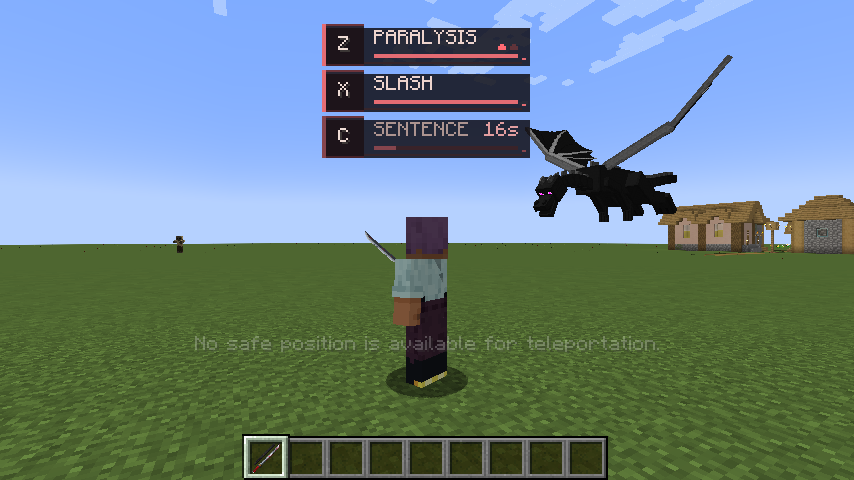 Z PARALYSIS
X SLASH
C SENTENCE 16s
No safe position is available for teleportation.